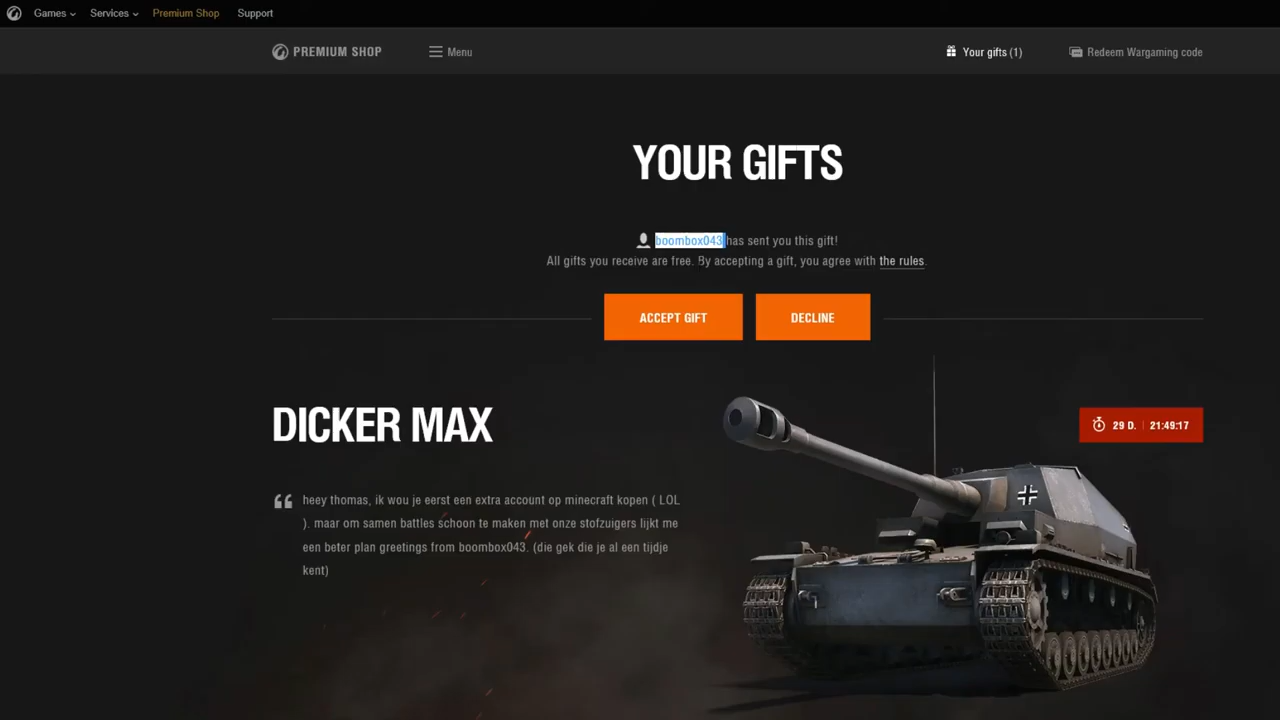 Games
Services
Premium Shop
Support
PREMIUM SHOP
Menu
Your gifts (1)
Redeem Wargaming code
YOUR GIFTS
boombox043 has sent you this gift!
All gifts you receive are free. By accepting a gift, you agree with the rules.
ACCEPT GIFT
DECLINE
DICKER MAX
29 D. 21:49:17
heey thomas, ik wou je eerst een extra account op minecraft kopen ( LOL
). maar om samen battles schoon te maken met onze stofzuigers lijkt me
een beter plan greetings from boombox043. (die gek die je al een tijdje
kent)